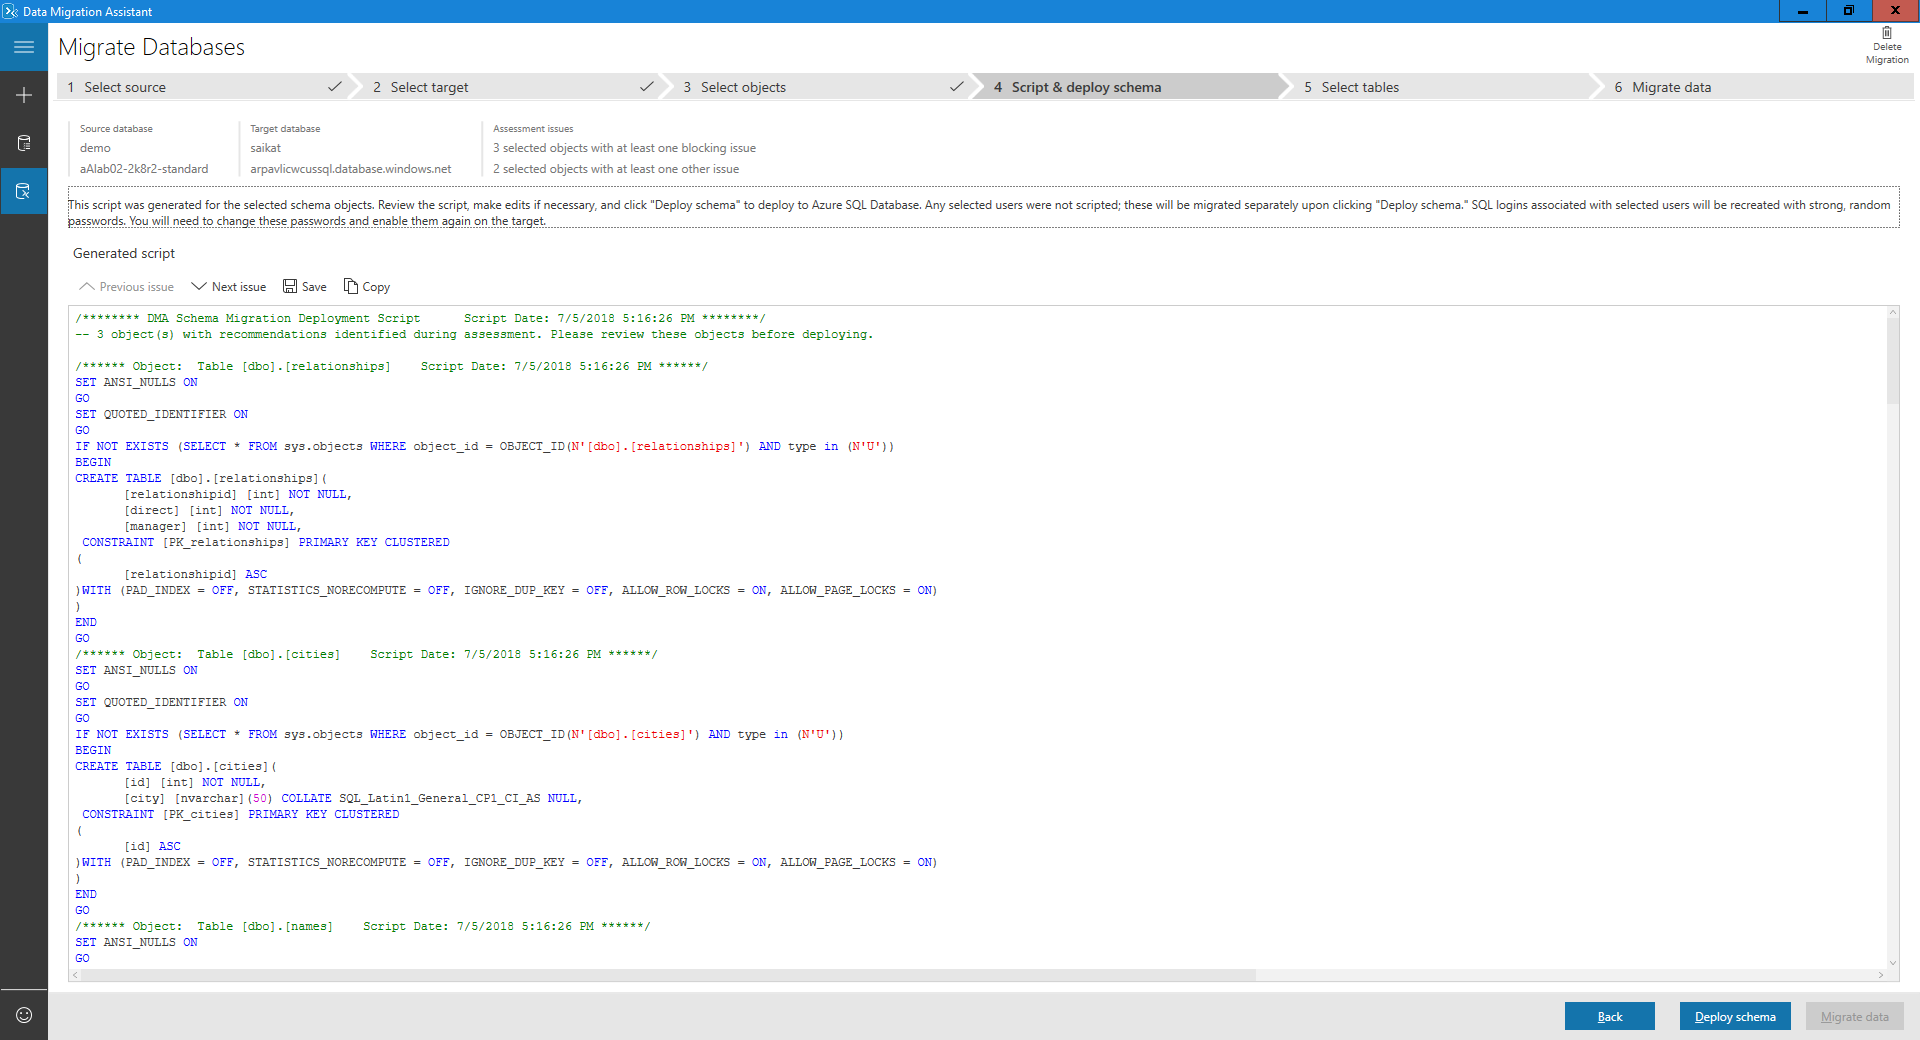 Data Migration Assistant
Migrate Databases
Delete
Migration
1 Select source
2 Select target
3 Select objects
4 Script & deploy schema
5 Select tables
6 Migrate data
Source database
demo
aAlab02-2k8r2-standard
Target database
saikat
arpavlicwcussql.database.windows.net
Assessment issues
3 selected objects with at least one blocking issue
2 selected objects with at least one other issue
This script was generated for the selected schema objects. Review the script, make edits if necessary, and click "Deploy schema" to deploy to Azure SQL Database. Any selected users were not scripted; these will be migrated separately upon clicking "Deploy schema." SQL logins associated with selected users will be recreated with strong, random
passwords. You will need to change these passwords and enable them again on the target.
Generated script
Previous issue Next issue Save Copy
/******** DMA Schema Migration Deployment Script      Script Date: 7/5/2018 5:16:26 PM ********/
-- 3 object(s) with recommendations identified during assessment. Please review these objects before deploying.
/****** Object:  Table [dbo].[relationships]    Script Date: 7/5/2018 5:16:26 PM ******/
SET ANSI_NULLS ON
GO
SET QUOTED_IDENTIFIER ON
GO
IF NOT EXISTS (SELECT * FROM sys.objects WHERE object_id = OBJECT_ID(N'[dbo].[relationships]') AND type in (N'U'))
BEGIN
CREATE TABLE [dbo].[relationships](
[relationshipid] [int] NOT NULL,
[direct] [int] NOT NULL,
[manager] [int] NOT NULL,
CONSTRAINT [PK_relationships] PRIMARY KEY CLUSTERED
(
[relationshipid] ASC
)WITH (PAD_INDEX = OFF, STATISTICS_NORECOMPUTE = OFF, IGNORE_DUP_KEY = OFF, ALLOW_ROW_LOCKS = ON, ALLOW_PAGE_LOCKS = ON)
)
END
GO
/****** Object:  Table [dbo].[cities]    Script Date: 7/5/2018 5:16:26 PM ******/
SET ANSI_NULLS ON
GO
SET QUOTED_IDENTIFIER ON
GO
IF NOT EXISTS (SELECT * FROM sys.objects WHERE object_id = OBJECT_ID(N'[dbo].[cities]') AND type in (N'U'))
BEGIN
CREATE TABLE [dbo].[cities](
[id] [int] NOT NULL,
[city] [nvarchar](50) COLLATE SQL_Latin1_General_CP1_CI_AS NULL,
CONSTRAINT [PK_cities] PRIMARY KEY CLUSTERED
(
[id] ASC
)WITH (PAD_INDEX = OFF, STATISTICS_NORECOMPUTE = OFF, IGNORE_DUP_KEY = OFF, ALLOW_ROW_LOCKS = ON, ALLOW_PAGE_LOCKS = ON)
)
END
GO
/****** Object:  Table [dbo].[names]    Script Date: 7/5/2018 5:16:26 PM ******/
SET ANSI_NULLS ON
GO
Back Deploy schema Migrate data